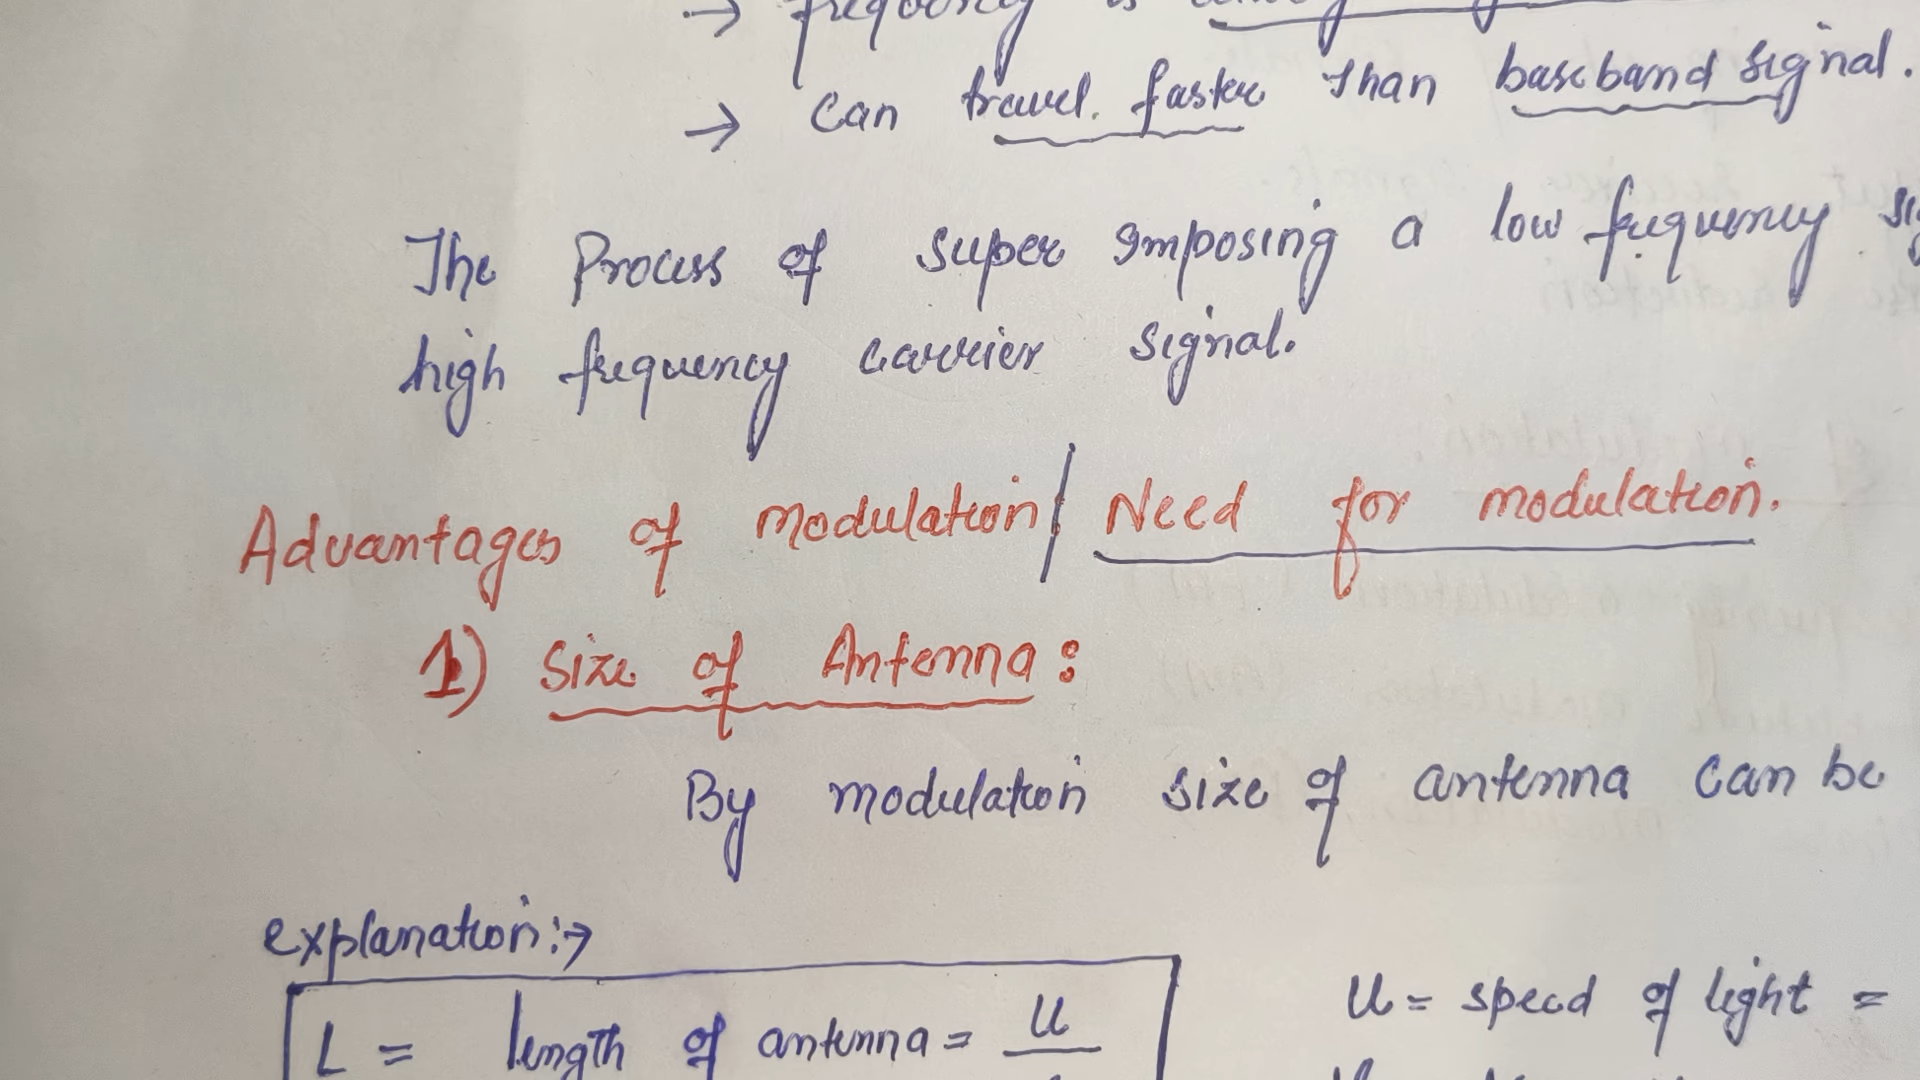 → frequency is
→ can travel faster than baseband signal.
The Process of super imposing a low frequency
high frequency carrier signal.
Advantages of modulation / Need for modulation.
1) Size of Antenna :
By modulation size of antenna can be
explanation :→
L = length of antenna = u
u = speed of light =